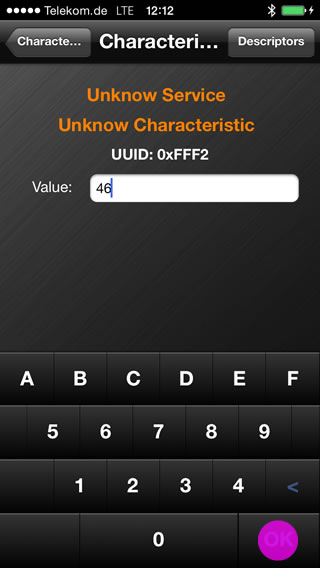 Telekom.de LTE 12:12
Characte... Characteri... Descriptors
Unknow Service
Unknow Characteristic
UUID: 0xFFF2
Value: 46
A B C D E F
5 6 7 8 9
1 2 3 4 <
0 OK